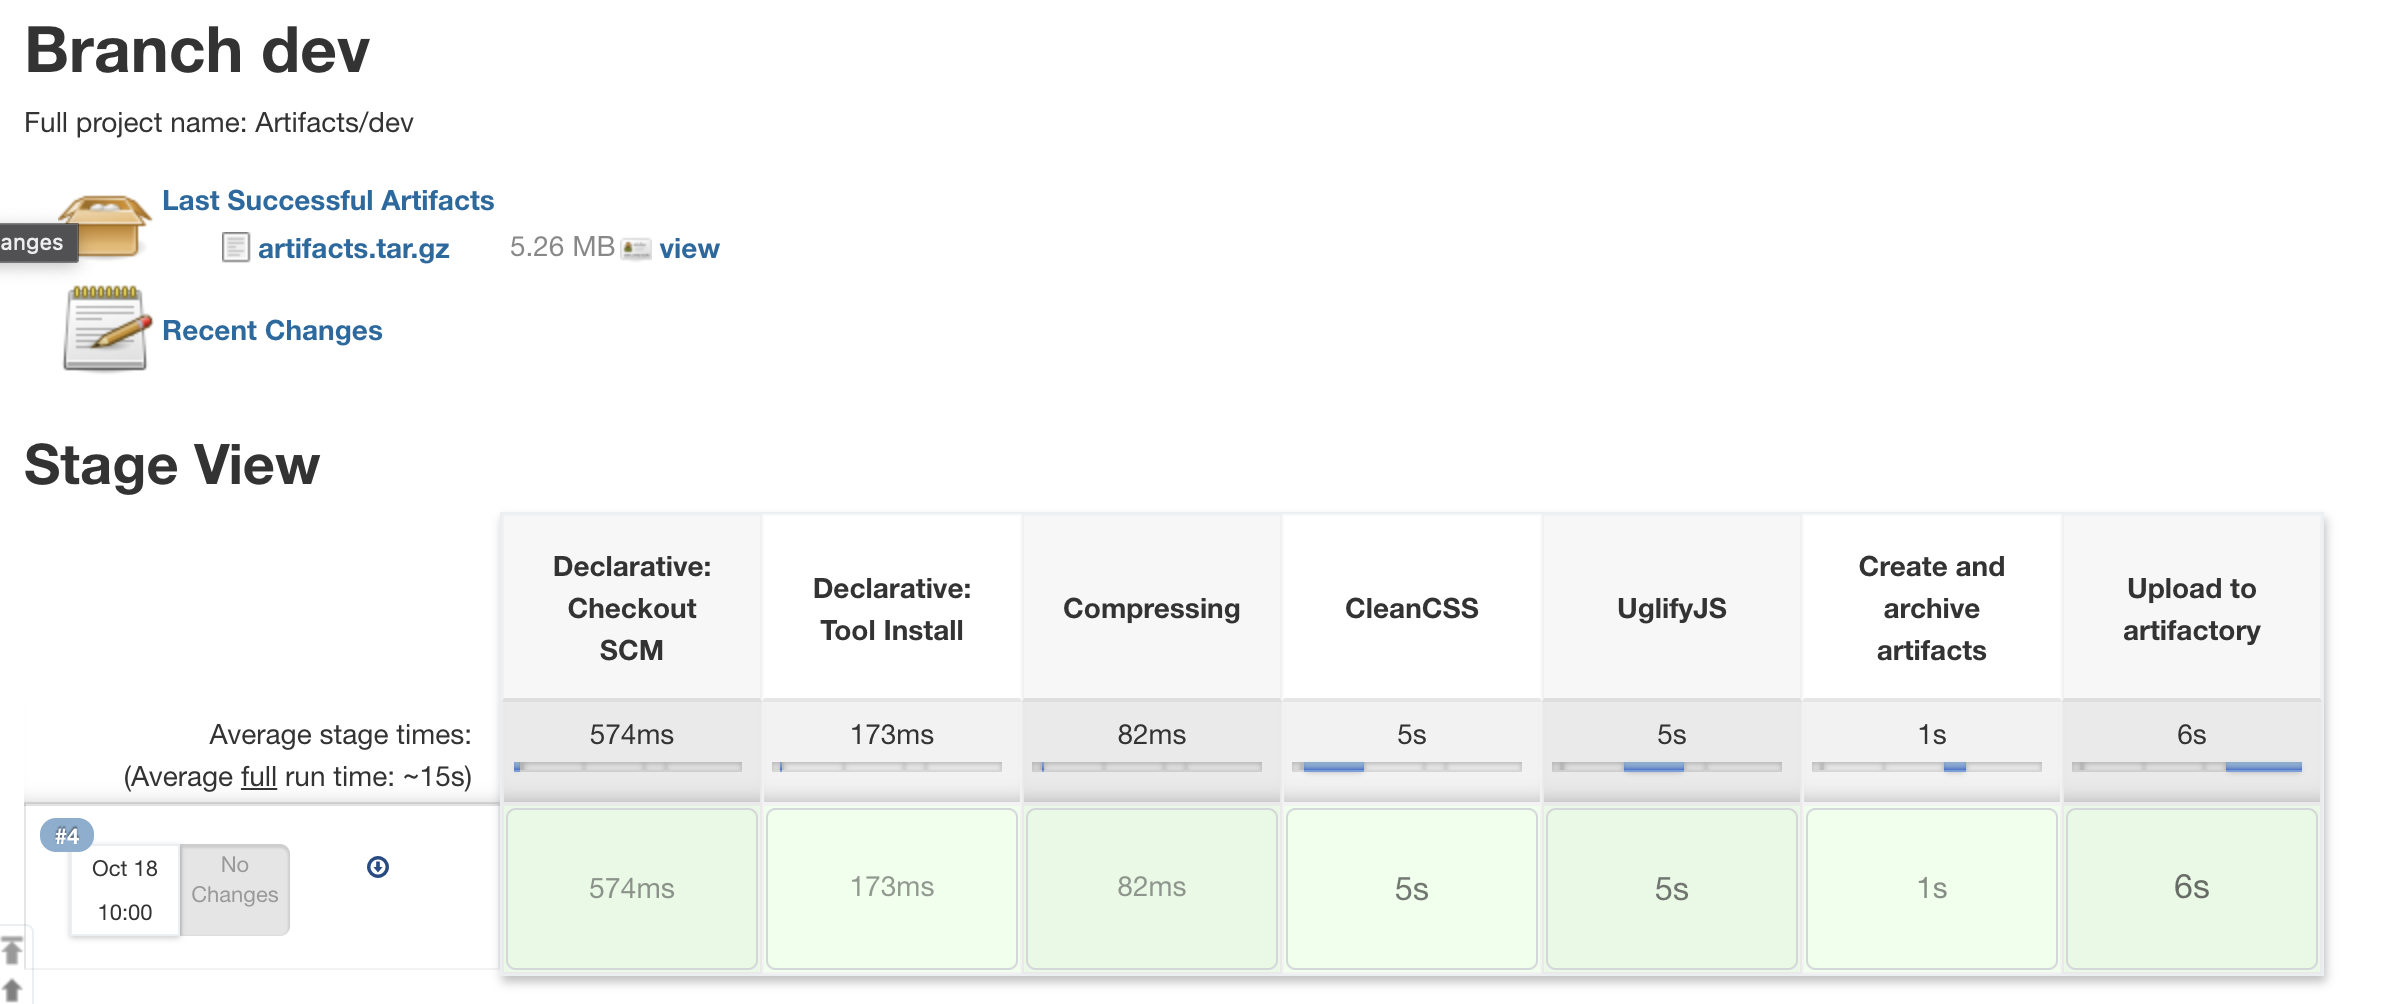 Branch dev
Full project name: Artifacts/dev
Last Successful Artifacts
anges
artifacts.tar.gz 5.26 MB view
Recent Changes
Stage View
Declarative:
Checkout
SCM
Declarative:
Tool Install
Compressing
CleanCSS
UglifyJS
Create and
archive
artifacts
Upload to
artifactory
Average stage times:
(Average full run time: ~15s)
574ms 173ms 82ms 5s 5s 1s 6s
#4
Oct 18
10:00
No
Changes
574ms 173ms 82ms 5s 5s 1s 6s